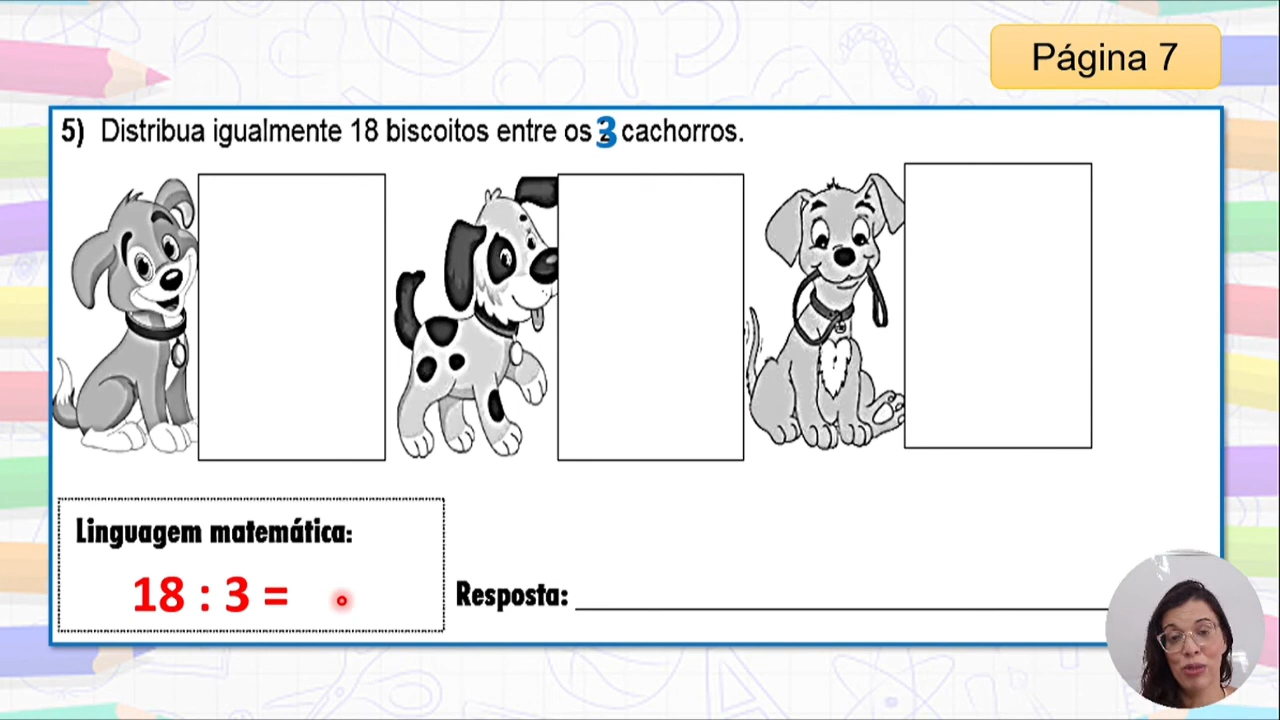 Página 7
5) Distribua igualmente 18 biscoitos entre os 3 cachorros.
Linguagem matemática:
18 : 3 =
Resposta: